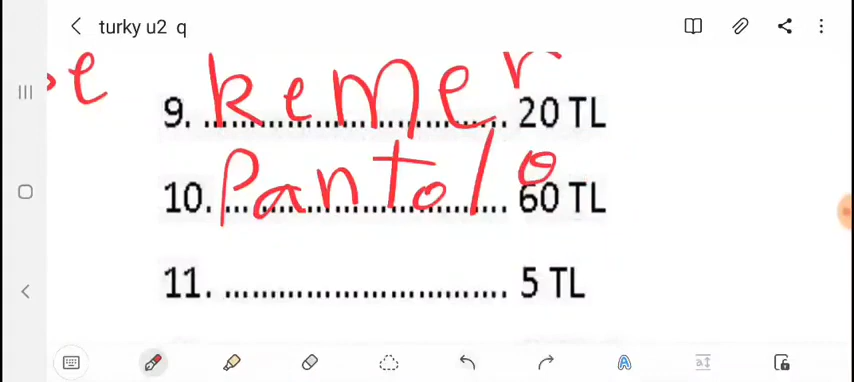 turky u2 q
e
9. kemer 20 TL
10. Pantolo 60 TL
11. .............................. 5 TL